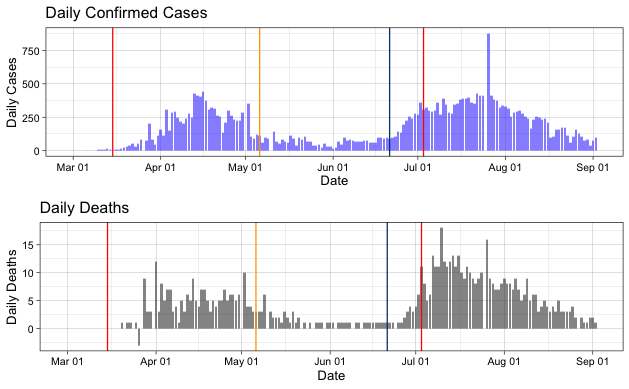 Daily Confirmed Cases
Daily Cases
750
500
250
0
Mar 01 Apr 01 May 01 Jun 01 Jul 01 Aug 01 Sep 01
Date
Daily Deaths
Daily Deaths
15
10
5
0
Mar 01 Apr 01 May 01 Jun 01 Jul 01 Aug 01 Sep 01
Date